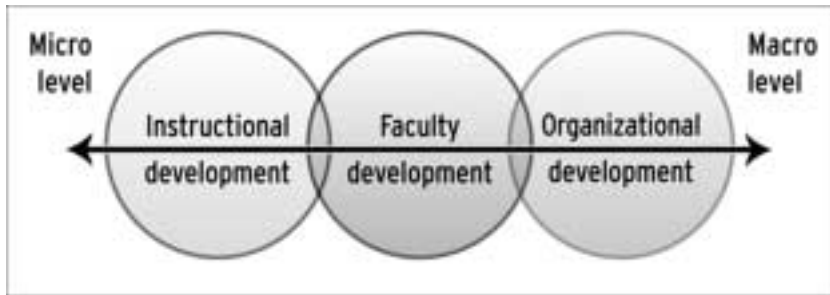 Micro
level
Macro
level
Instructional
development
Faculty
development
Organizational
development